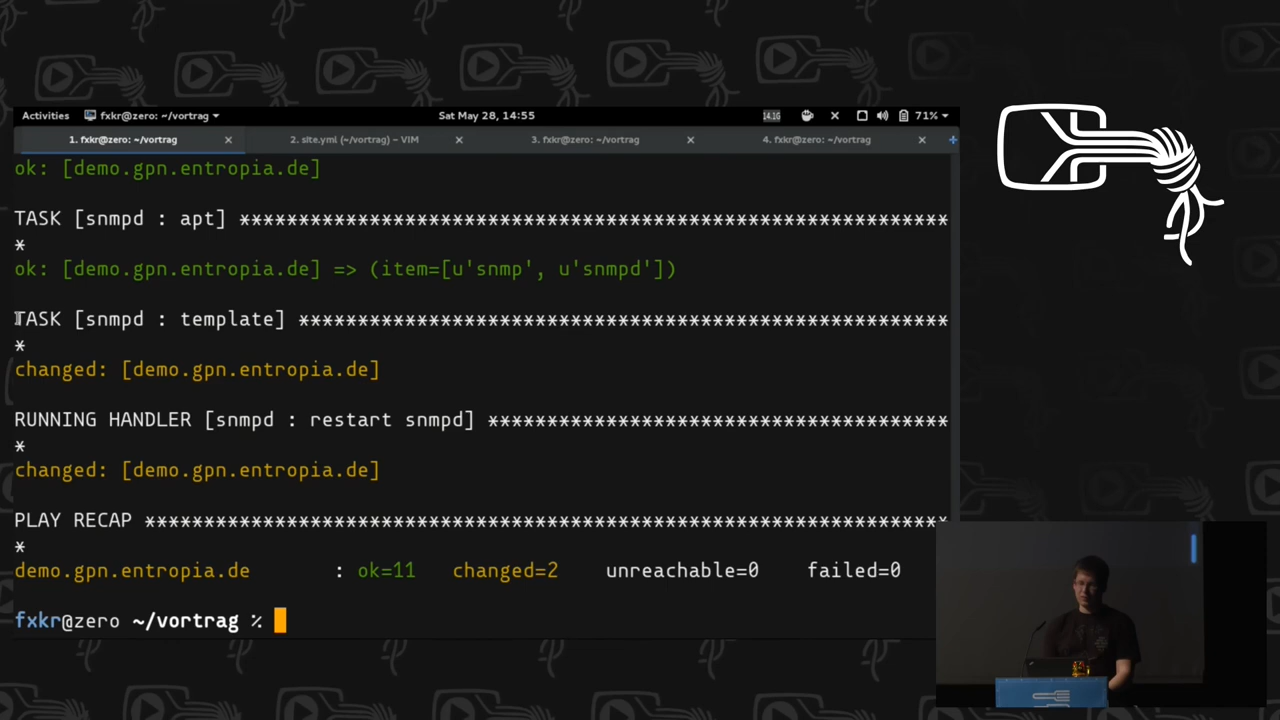 Activities fxkr@zero: ~/vortrag Sat May 28, 14:55 71%
1. fxkr@zero: ~/vortrag 2. site.yml (~/vortrag) – VIM 3. fxkr@zero: ~/vortrag 4. fxkr@zero: ~/vortrag
ok: [demo.gpn.entropia.de]
TASK [snmpd : apt] ************************************************************
*
ok: [demo.gpn.entropia.de] => (item=[u'snmp', u'snmpd'])
TASK [snmpd : template] *******************************************************
*
changed: [demo.gpn.entropia.de]
RUNNING HANDLER [snmpd : restart snmpd] ***************************************
*
changed: [demo.gpn.entropia.de]
PLAY RECAP ********************************************************************
*
demo.gpn.entropia.de : ok=11 changed=2 unreachable=0 failed=0
fxkr@zero ~/vortrag %